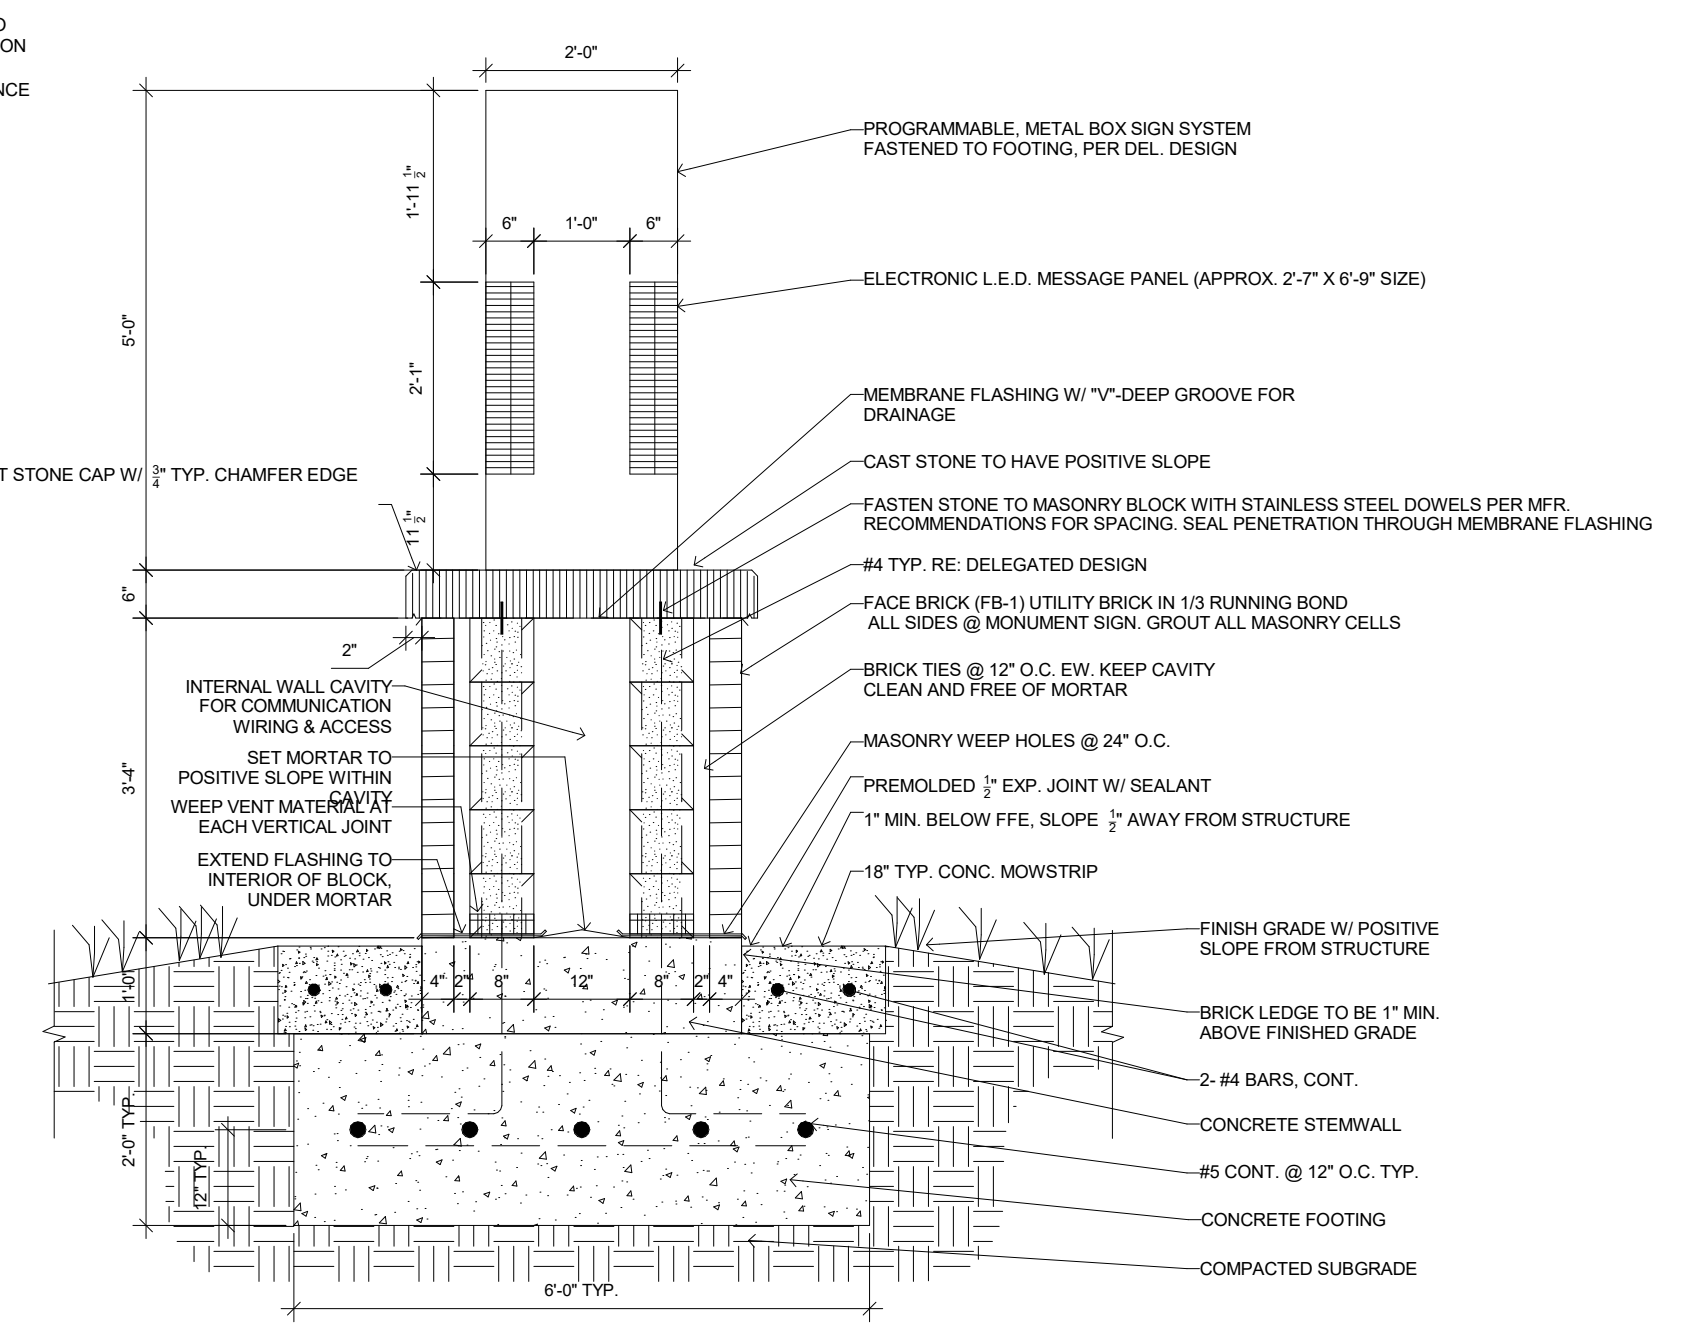 ON
NCE
2'-0"
PROGRAMMABLE, METAL BOX SIGN SYSTEM
FASTENED TO FOOTING, PER DEL. DESIGN
1'-11 1/2"
6" 1'-0" 6"
ELECTRONIC L.E.D. MESSAGE PANEL (APPROX. 2'-7" X 6'-9" SIZE)
5'-0"
2'-1"
MEMBRANE FLASHING W/ "V"-DEEP GROOVE FOR
DRAINAGE
CAST STONE TO HAVE POSITIVE SLOPE
T STONE CAP W/ 3/4" TYP. CHAMFER EDGE
11 1/2"
FASTEN STONE TO MASONRY BLOCK WITH STAINLESS STEEL DOWELS PER MFR.
RECOMMENDATIONS FOR SPACING. SEAL PENETRATION THROUGH MEMBRANE FLASHING
#4 TYP. RE: DELEGATED DESIGN
6"
FACE BRICK (FB-1) UTILITY BRICK IN 1/3 RUNNING BOND
ALL SIDES @ MONUMENT SIGN. GROUT ALL MASONRY CELLS
2"
BRICK TIES @ 12" O.C. EW. KEEP CAVITY
CLEAN AND FREE OF MORTAR
INTERNAL WALL CAVITY
FOR COMMUNICATION
WIRING & ACCESS
MASONRY WEEP HOLES @ 24" O.C.
SET MORTAR TO
POSITIVE SLOPE WITHIN
CAVITY
3'-4"
PREMOLDED 1/2" EXP. JOINT W/ SEALANT
WEEP VENT MATERIAL AT
EACH VERTICAL JOINT
1" MIN. BELOW FFE, SLOPE 1/2" AWAY FROM STRUCTURE
EXTEND FLASHING TO
INTERIOR OF BLOCK,
UNDER MORTAR
18" TYP. CONC. MOWSTRIP
FINISH GRADE W/ POSITIVE
SLOPE FROM STRUCTURE
1'-0"
4" 2" 8" 12" 8" 2" 4"
BRICK LEDGE TO BE 1" MIN.
ABOVE FINISHED GRADE
2- #4 BARS, CONT.
CONCRETE STEMWALL
2'-0" TYP.
12" TYP.
#5 CONT. @ 12" O.C. TYP.
CONCRETE FOOTING
COMPACTED SUBGRADE
6'-0" TYP.